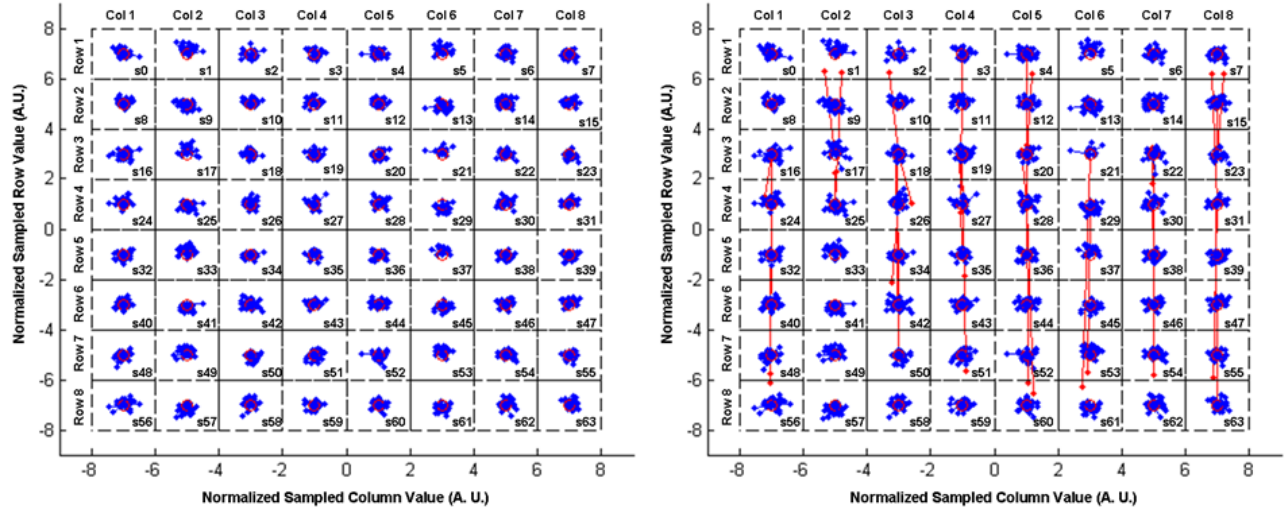 Col 1 Col 2 Col 3 Col 4 Col 5 Col 6 Col 7 Col 8
8
Row 1
s0 s1 s2 s3 s4 s5 s6 s7
6
Row 2
s8 s9 s10 s11 s12 s13 s14 s15
4
Row 3
s16 s17 s18 s19 s20 s21 s22 s23
2
Row 4
s24 s25 s26 s27 s28 s29 s30 s31
0
Row 5
s32 s33 s34 s35 s36 s37 s38 s39
-2
Row 6
s40 s41 s42 s43 s44 s45 s46 s47
-4
Row 7
s48 s49 s50 s51 s52 s53 s54 s55
-6
Row 8
s56 s57 s58 s59 s60 s61 s62 s63
-8
-8 -6 -4 -2 0 2 4 6 8
Normalized Sampled Row Value (A.U.)
Normalized Sampled Column Value (A. U.)
Col 1 Col 2 Col 3 Col 4 Col 5 Col 6 Col 7 Col 8
8
Row 1
s0 s1 s2 s3 s4 s5 s6 s7
6
Row 2
s8 s9 s10 s11 s12 s13 s14 s15
4
Row 3
s16 s17 s18 s19 s20 s21 s22 s23
2
Row 4
s24 s25 s26 s27 s28 s29 s30 s31
0
Row 5
s32 s33 s34 s35 s36 s37 s38 s39
-2
Row 6
s40 s41 s42 s43 s44 s45 s46 s47
-4
Row 7
s48 s49 s50 s51 s52 s53 s54 s55
-6
Row 8
s56 s57 s58 s59 s60 s61 s62 s63
-8
-8 -6 -4 -2 0 2 4 6 8
Normalized Sampled Row Value (A.U.)
Normalized Sampled Column Value (A. U.)